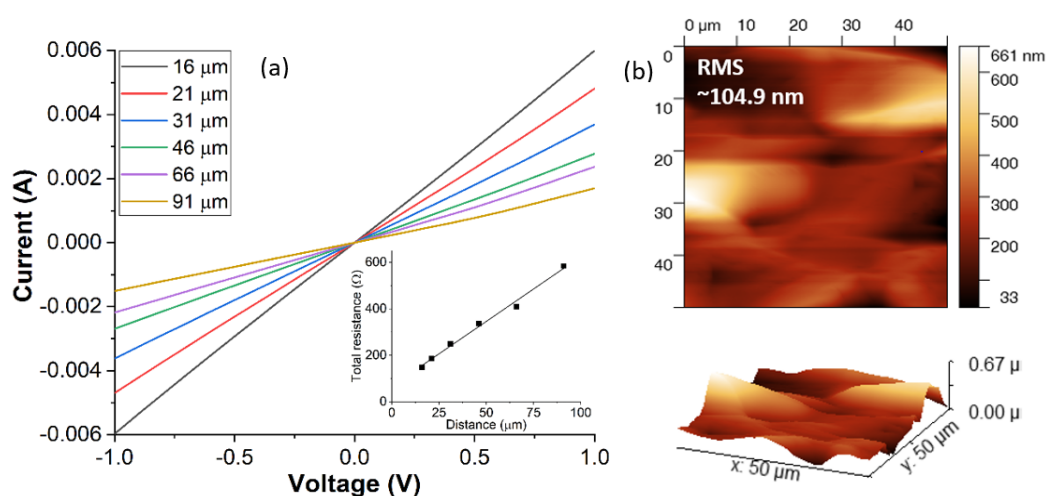 (a)
Current (A)
0.006
0.004
0.002
0.000
-0.002
-0.004
-0.006
16 μm
21 μm
31 μm
46 μm
66 μm
91 μm
-1.0 -0.5 0.0 0.5 1.0
Voltage (V)
Total resistance (Ω)
600
400
200
0
0 25 50 75 100
Distance (μm)
(b)
0 μm 10 20 30 40
0
10
20
30
40
RMS
~104.9 nm
661 nm
600
500
400
300
200
33
0.67 μ
0.00 μ
x: 50 μm
y: 50 μm